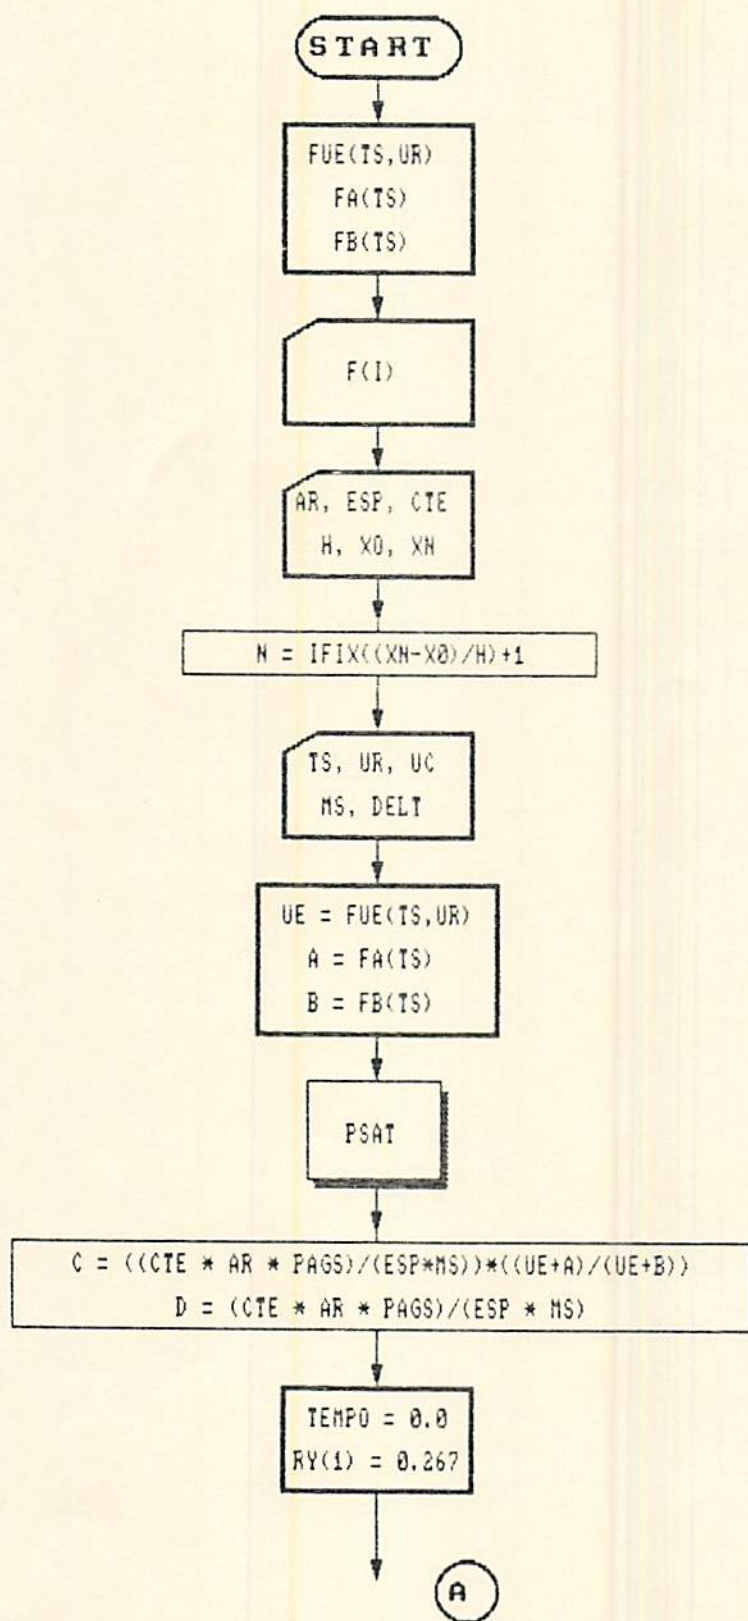 START
FUE(TS,UR)
FA(TS)
FB(TS)
F(I)
AR, ESP, CTE
H, X0, XN
N = IFIX((XN-X0)/H)+1
TS, UR, UC
MS, DELT
UE = FUE(TS,UR)
A = FA(TS)
B = FB(TS)
PSAT
C = ((CTE * AR * PAGS)/(ESP*MS))*((UE+A)/(UE+B))
D = (CTE * AR * PAGS)/(ESP * MS)
TEMPO = 0.0
RY(1) = 0.267
A